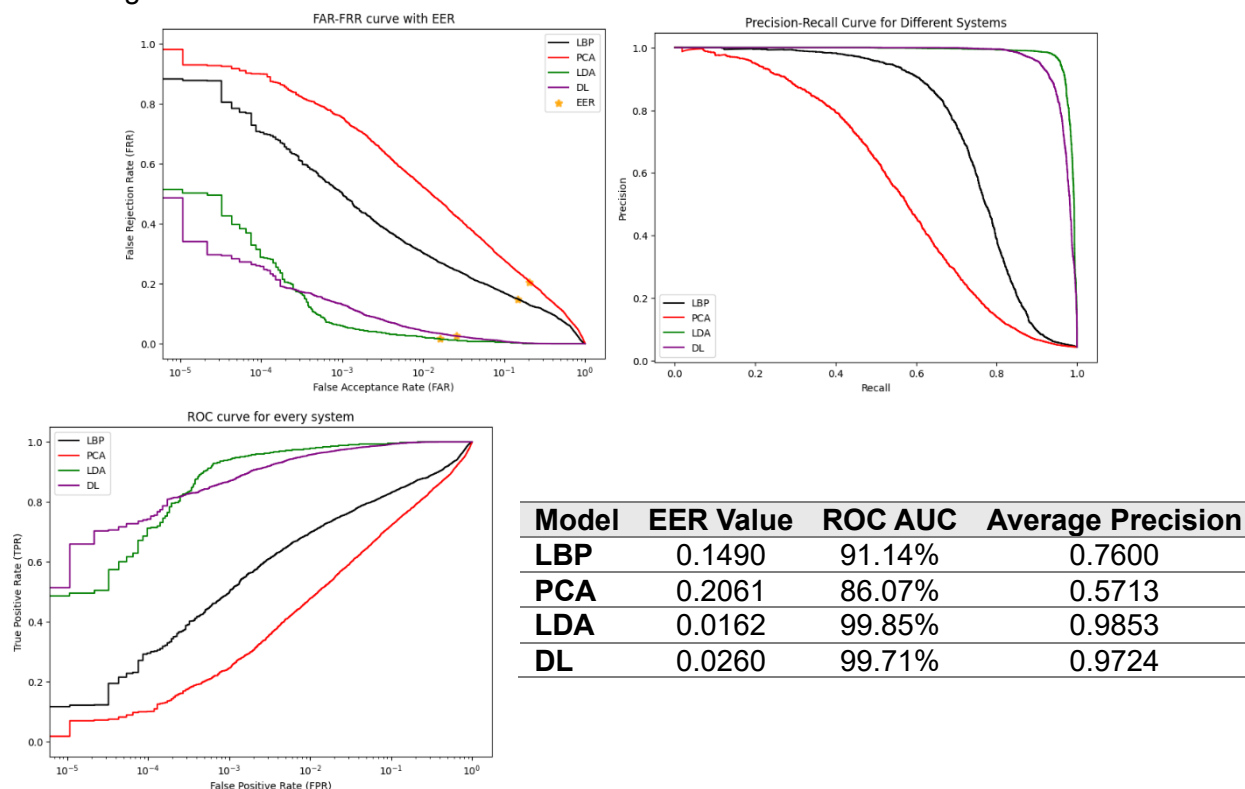 FAR-FRR curve with EER
1.0
0.8
0.6
0.4
0.2
0.0
False Rejection Rate (FRR)
LBP
PCA
LDA
DL
EER
10⁻⁵ 10⁻⁴ 10⁻³ 10⁻² 10⁻¹ 10⁰
False Acceptance Rate (FAR)
Precision-Recall Curve for Different Systems
1.0
0.8
0.6
0.4
0.2
0.0
Precision
LBP
PCA
LDA
DL
0.0 0.2 0.4 0.6 0.8 1.0
Recall
ROC curve for every system
1.0
0.8
0.6
0.4
0.2
0.0
True Positive Rate (TPR)
LBP
PCA
LDA
DL
10⁻⁵ 10⁻⁴ 10⁻³ 10⁻² 10⁻¹ 10⁰
False Positive Rate (FPR)
Model EER Value ROC AUC Average Precision
LBP 0.1490 91.14% 0.7600
PCA 0.2061 86.07% 0.5713
LDA 0.0162 99.85% 0.9853
DL 0.0260 99.71% 0.9724